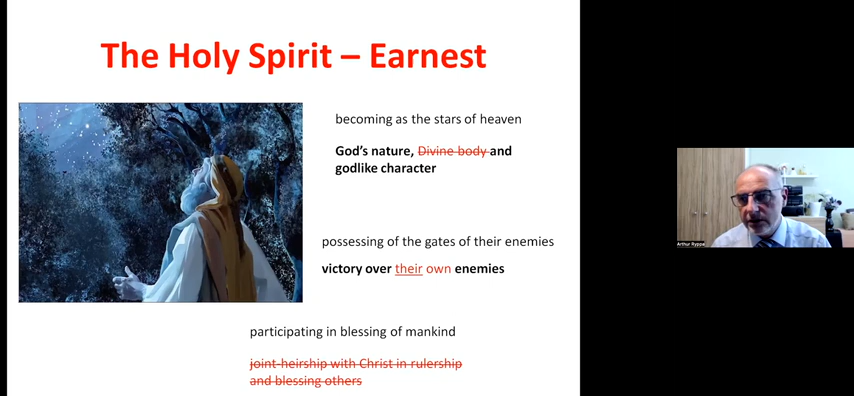 The Holy Spirit – Earnest
becoming as the stars of heaven
God's nature, Divine body and
godlike character
possessing of the gates of their enemies
victory over their own enemies
participating in blessing of mankind
joint-heirship with Christ in rulership
and blessing others
Arthur Ryppa